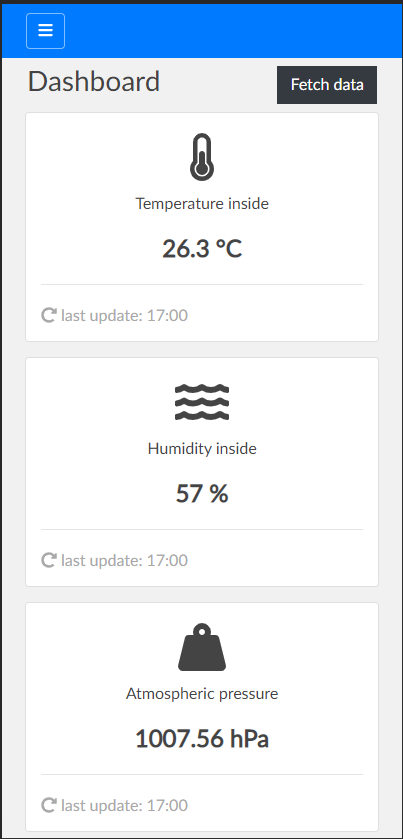 Dashboard
Fetch data
Temperature inside
26.3 °C
last update: 17:00
Humidity inside
57 %
last update: 17:00
Atmospheric pressure
1007.56 hPa
last update: 17:00